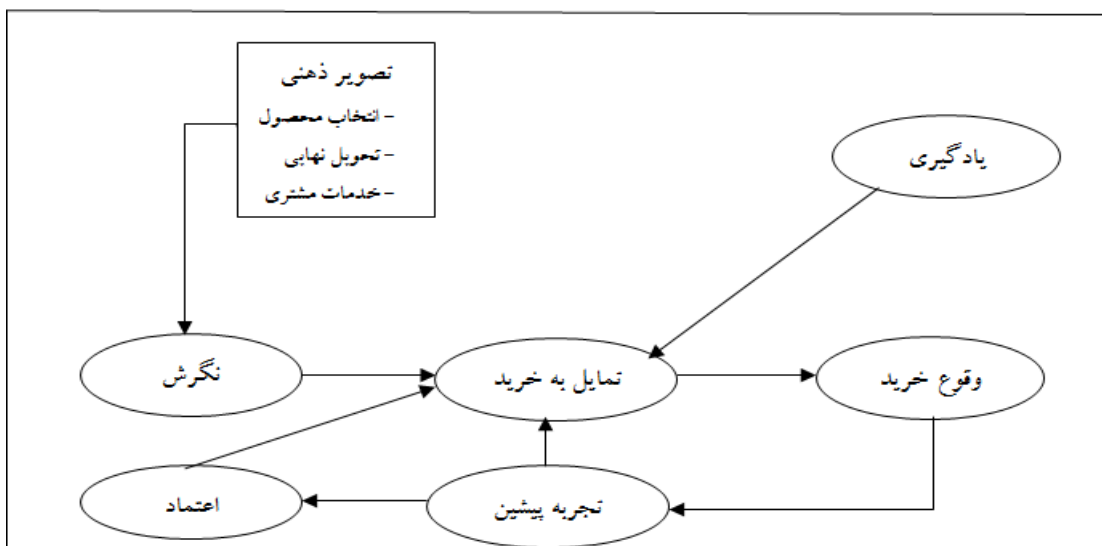 تصویر ذهنی
- انتخاب محصول
- تحویل نهایی
- خدمات مشتری
یادگیری
نگرش
تمایل به خرید
وقوع خرید
اعتماد
تجربه پیشین